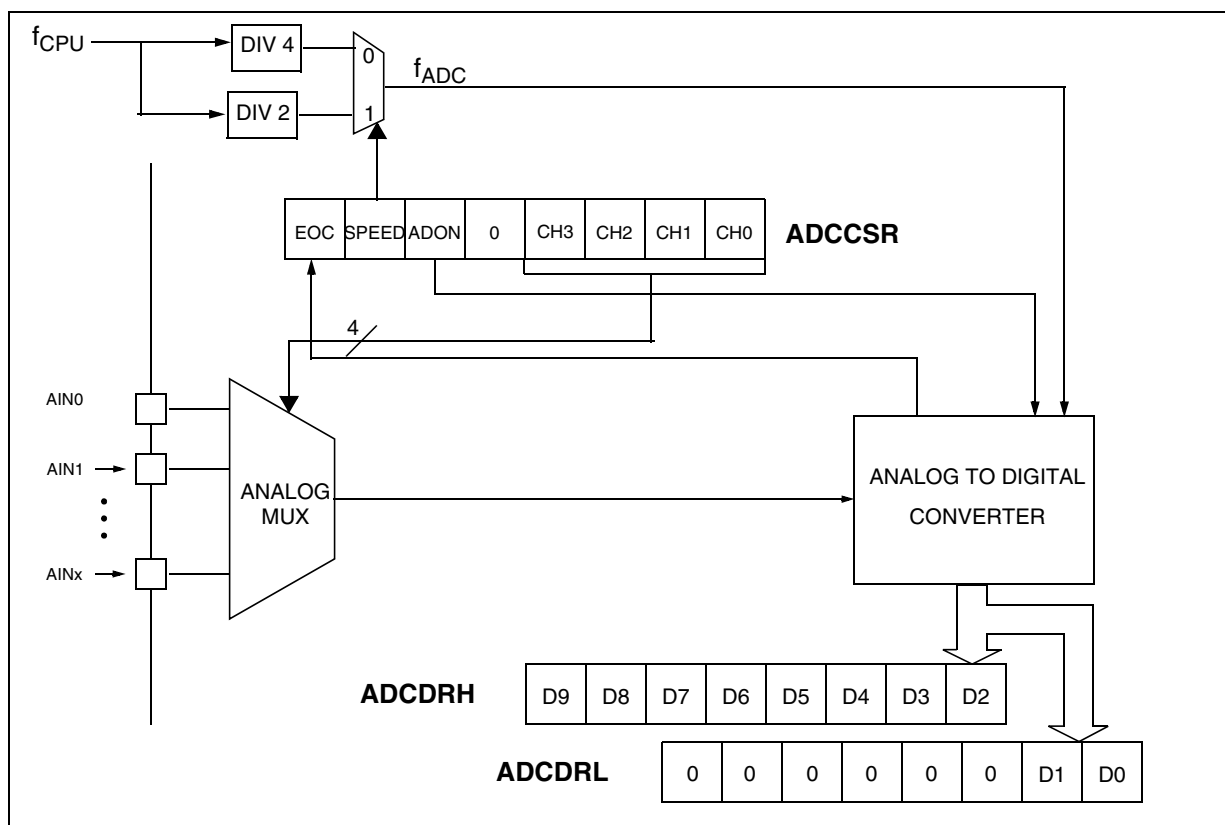 fCPU
DIV 4
0
fADC
DIV 2
1
EOC SPEED ADON 0 CH3 CH2 CH1 CH0 ADCCSR
4
AIN0
AIN1
ANALOG
MUX
AINx
ANALOG TO DIGITAL
CONVERTER
ADCDRH D9 D8 D7 D6 D5 D4 D3 D2
ADCDRL 0 0 0 0 0 0 D1 D0